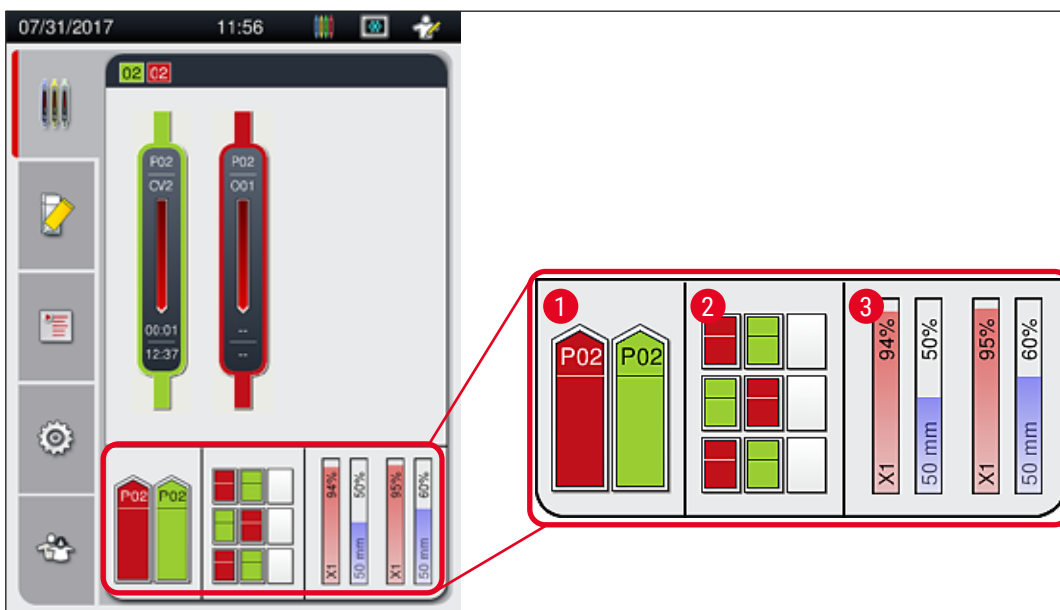 07/31/2017 11:56
02 02
P02 P02
CV2 O01
00:01 --
12:37 --
P02 P02
X1 94% 50 mm 50% X1 95% 50 mm 60%
1 2 3
P02 P02
X1 94% 50 mm 50% X1 95% 50 mm 60%